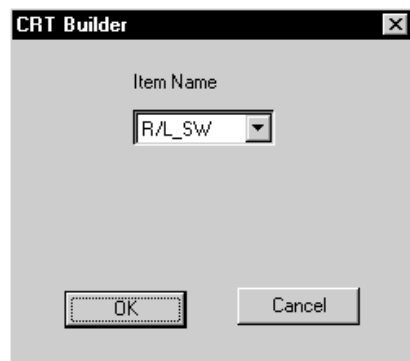 CRT Builder
Item Name
R/L_SW
OK
Cancel